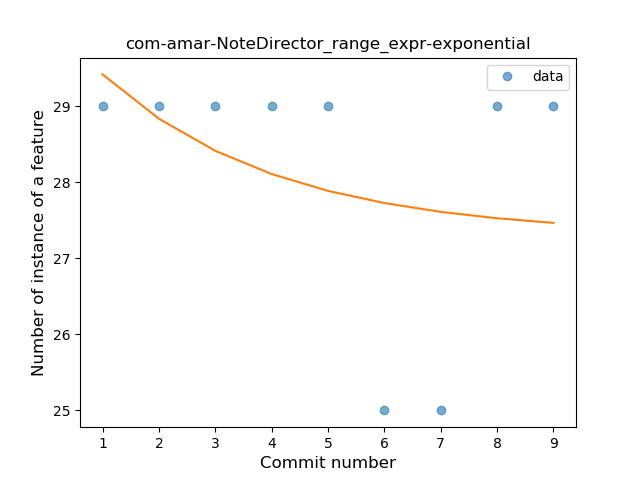 com-amar-NoteDirector_range_expr-exponential
data
Number of instance of a feature
29
28
27
26
25
1 2 3 4 5 6 7 8 9
Commit number